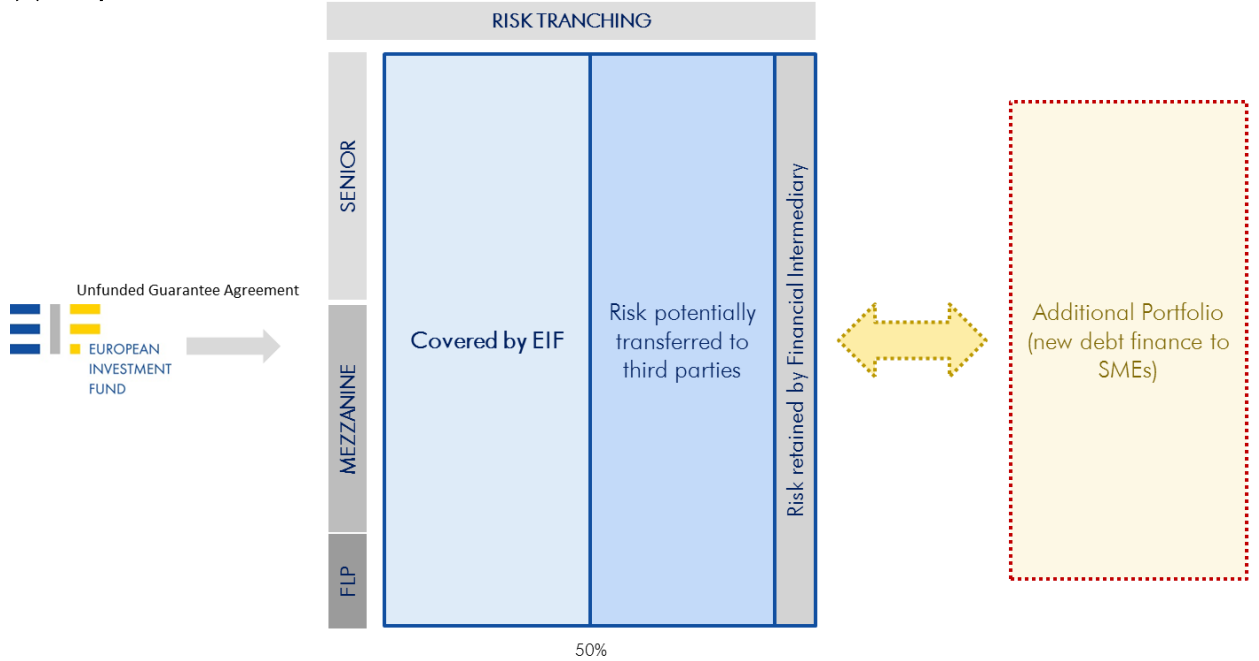 RISK TRANCHING
SENIOR
MEZZANINE
FLP
Unfunded Guarantee Agreement
EUROPEAN
INVESTMENT
FUND
Covered by EIF
Risk potentially
transferred to
third parties
Risk retained by Financial Intermediary
Additional Portfolio
(new debt finance to
SMEs)
50%